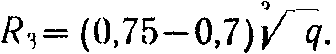 R₃ = (0,75—0,7) ∛q.